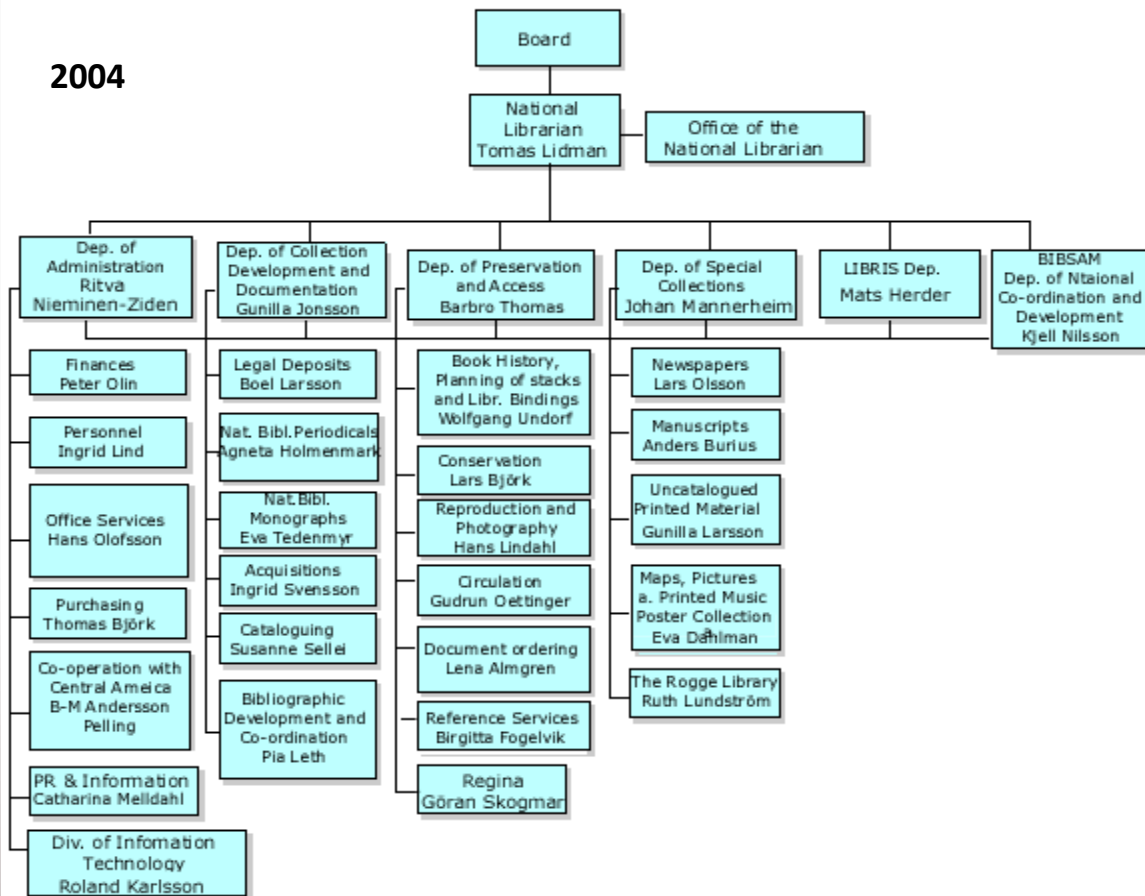 2004
Board
National
Librarian
Tomas Lidman
Office of the
National Librarian
Dep. of
Administration
Ritva
Nieminen-Ziden
Dep. of Collection
Development and
Documentation
Gunilla Jonsson
Dep. of Preservation
and Access
Barbro Thomas
Dep. of Special
Collections
Johan Mannerheim
LIBRIS Dep.
Mats Herder
BIBSAM
Dep. of Ntaional
Co-ordination and
Development
Kjell Nilsson
Finances
Peter Olin
Personnel
Ingrid Lind
Office Services
Hans Olofsson
Purchasing
Thomas Björk
Co-operation with
Central Ameica
B-M Andersson
Pelling
PR & Information
Catharina Melldahl
Div. of Infomation
Technology
Roland Karlsson
Legal Deposits
Boel Larsson
Nat. Bibl.Periodicals
Agneta Holmenmark
Nat.Bibl.
Monographs
Eva Tedenmyr
Acquisitions
Ingrid Svensson
Cataloguing
Susanne Sellei
Bibliographic
Development and
Co-ordination
Pia Leth
Book History,
Planning of stacks
and Libr. Bindings
Wolfgang Undorf
Conservation
Lars Björk
Reproduction and
Photography
Hans Lindahl
Circulation
Gudrun Oettinger
Document ordering
Lena Almgren
Reference Services
Birgitta Fogelvik
Regina
Göran Skogmar
Newspapers
Lars Olsson
Manuscripts
Anders Burius
Uncatalogued
Printed Material
Gunilla Larsson
Maps, Pictures
a. Printed Music
Poster Collection
a
Eva Dahlman
The Rogge Library
Ruth Lundström